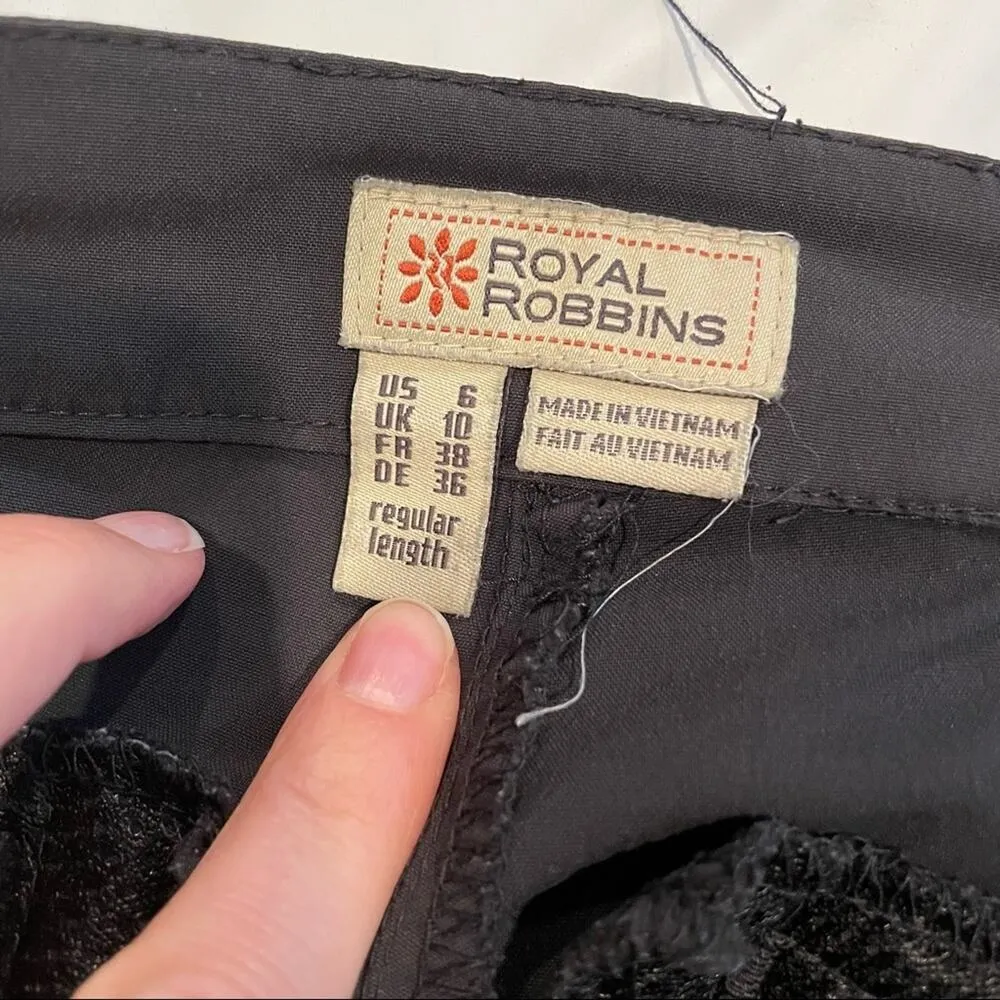 ROYAL
ROBBINS
US 6
UK 10
FR 38
DE 36
regular
length
MADE IN VIETNAM
FAIT AU VIETNAM